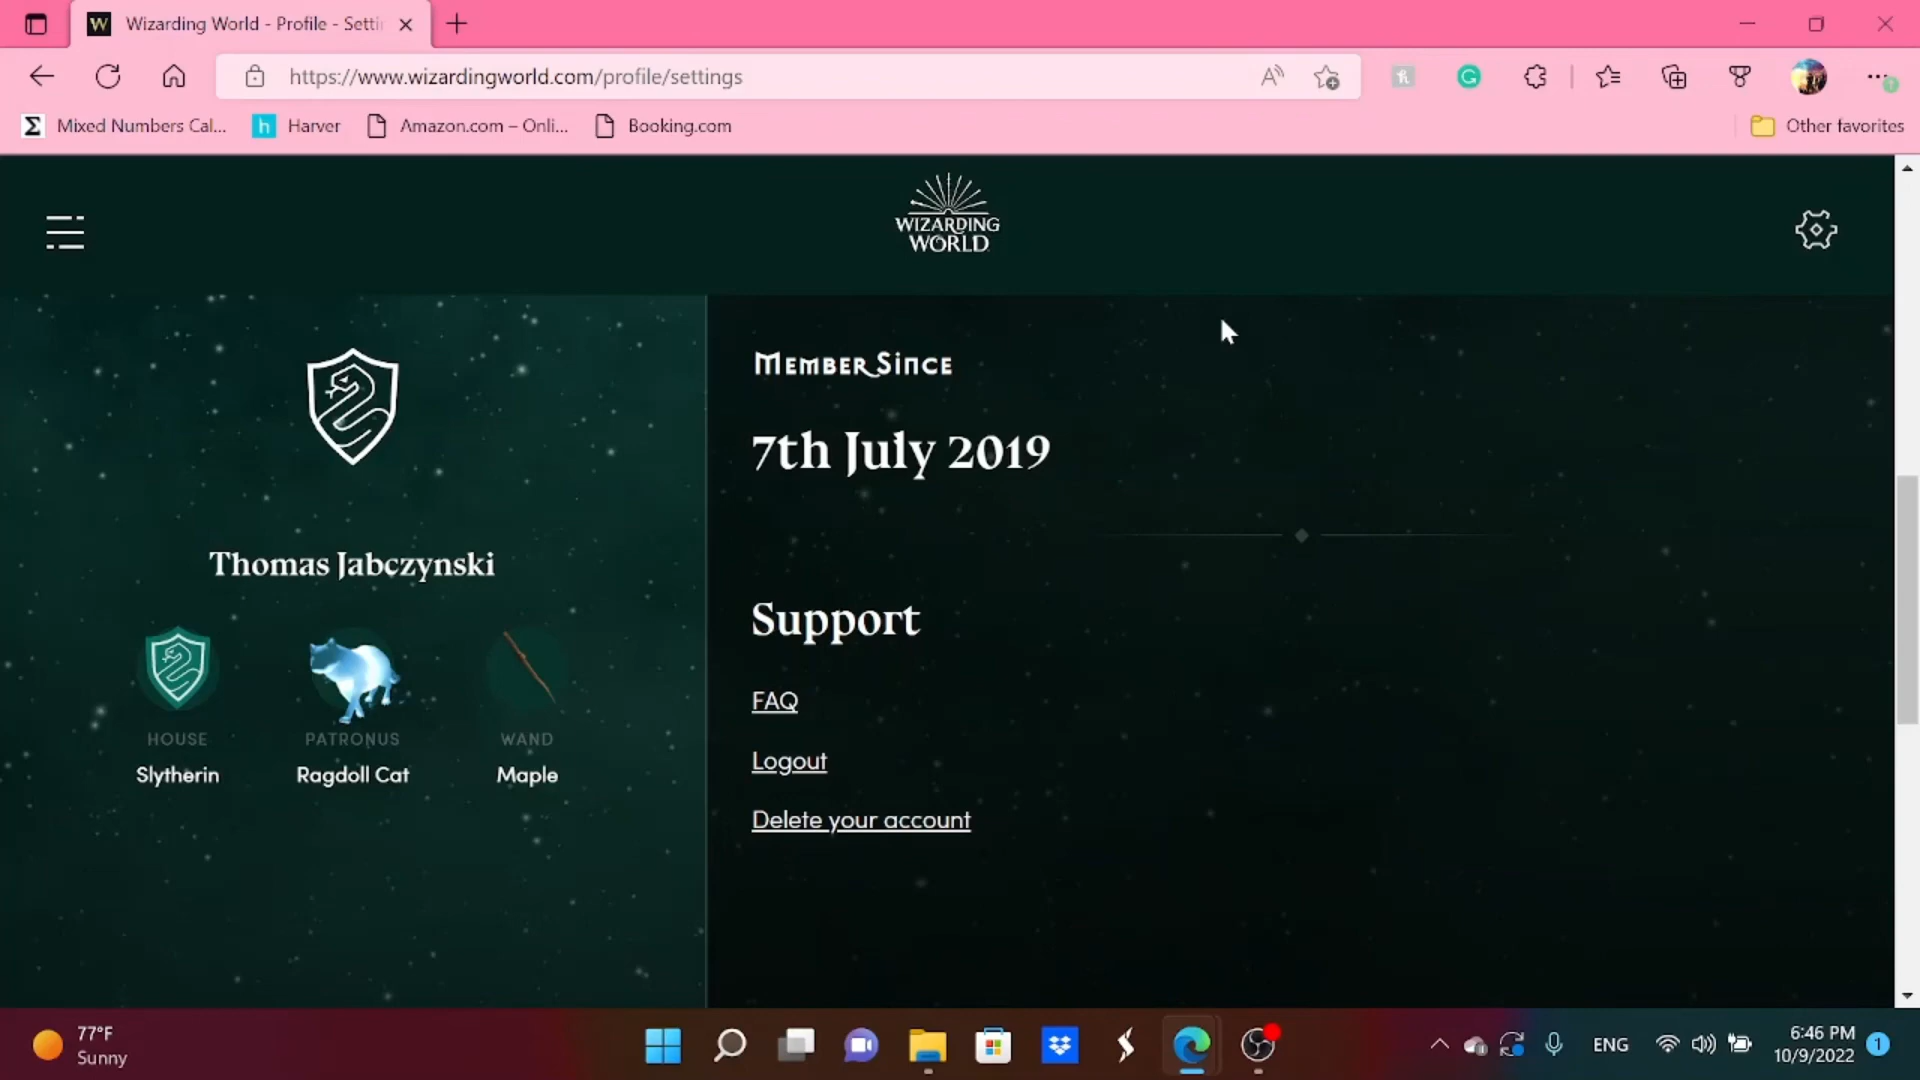 Wizarding World - Profile - Setti
https://www.wizardingworld.com/profile/settings
Mixed Numbers Cal...
Harver
Amazon.com – Onli...
Booking.com
Other favorites
WIZARDING
WORLD
Member Since
7th July 2019
Thomas Jabczynski
Support
FAQ
HOUSE
PATRONUS
WAND
Logout
Slytherin
Ragdoll Cat
Maple
Delete your account
77°F
Sunny
ENG
6:46 PM
10/9/2022
1